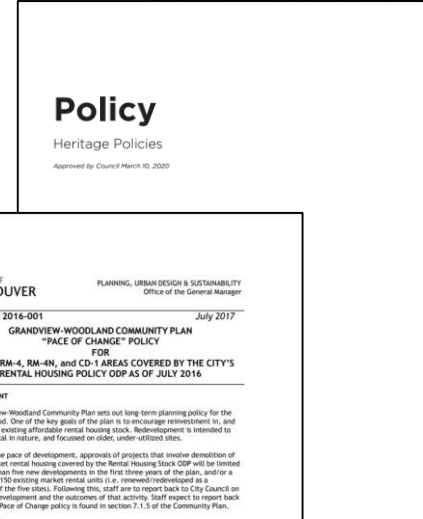 Policy
Heritage Policies
Approved by Council March 10, 2020
PLANNING, URBAN DESIGN & SUSTAINABILITY
Office of the General Manager
2016-001 July 2017
GRANDVIEW-WOODLAND COMMUNITY PLAN
"PACE OF CHANGE" POLICY
FOR
RM-4, RM-4N, and CD-1 AREAS COVERED BY THE CITY'S
RENTAL HOUSING POLICY ODP AS OF JULY 2016
Community Plan sets out long-term planning policy for the
One of the key goals of the plan is to encourage reinvestment in, and
existing affordable rental housing stock. Redevelopment is intended to
in nature, and focussed on older, under-utilized sites.
pace of development, approvals of projects that involve demolition of
rental housing covered by the Rental Housing Stock ODP will be limited
five new developments in the first three years of the plan, and/or a
150 existing market rental units (i.e. renewed/redeveloped as a
the five sites). Following this, staff are to report back to City Council on
and the outcomes of that activity. Staff expect to report back
Pace of Change policy is found in section 7.1.5 of the Community Plan.